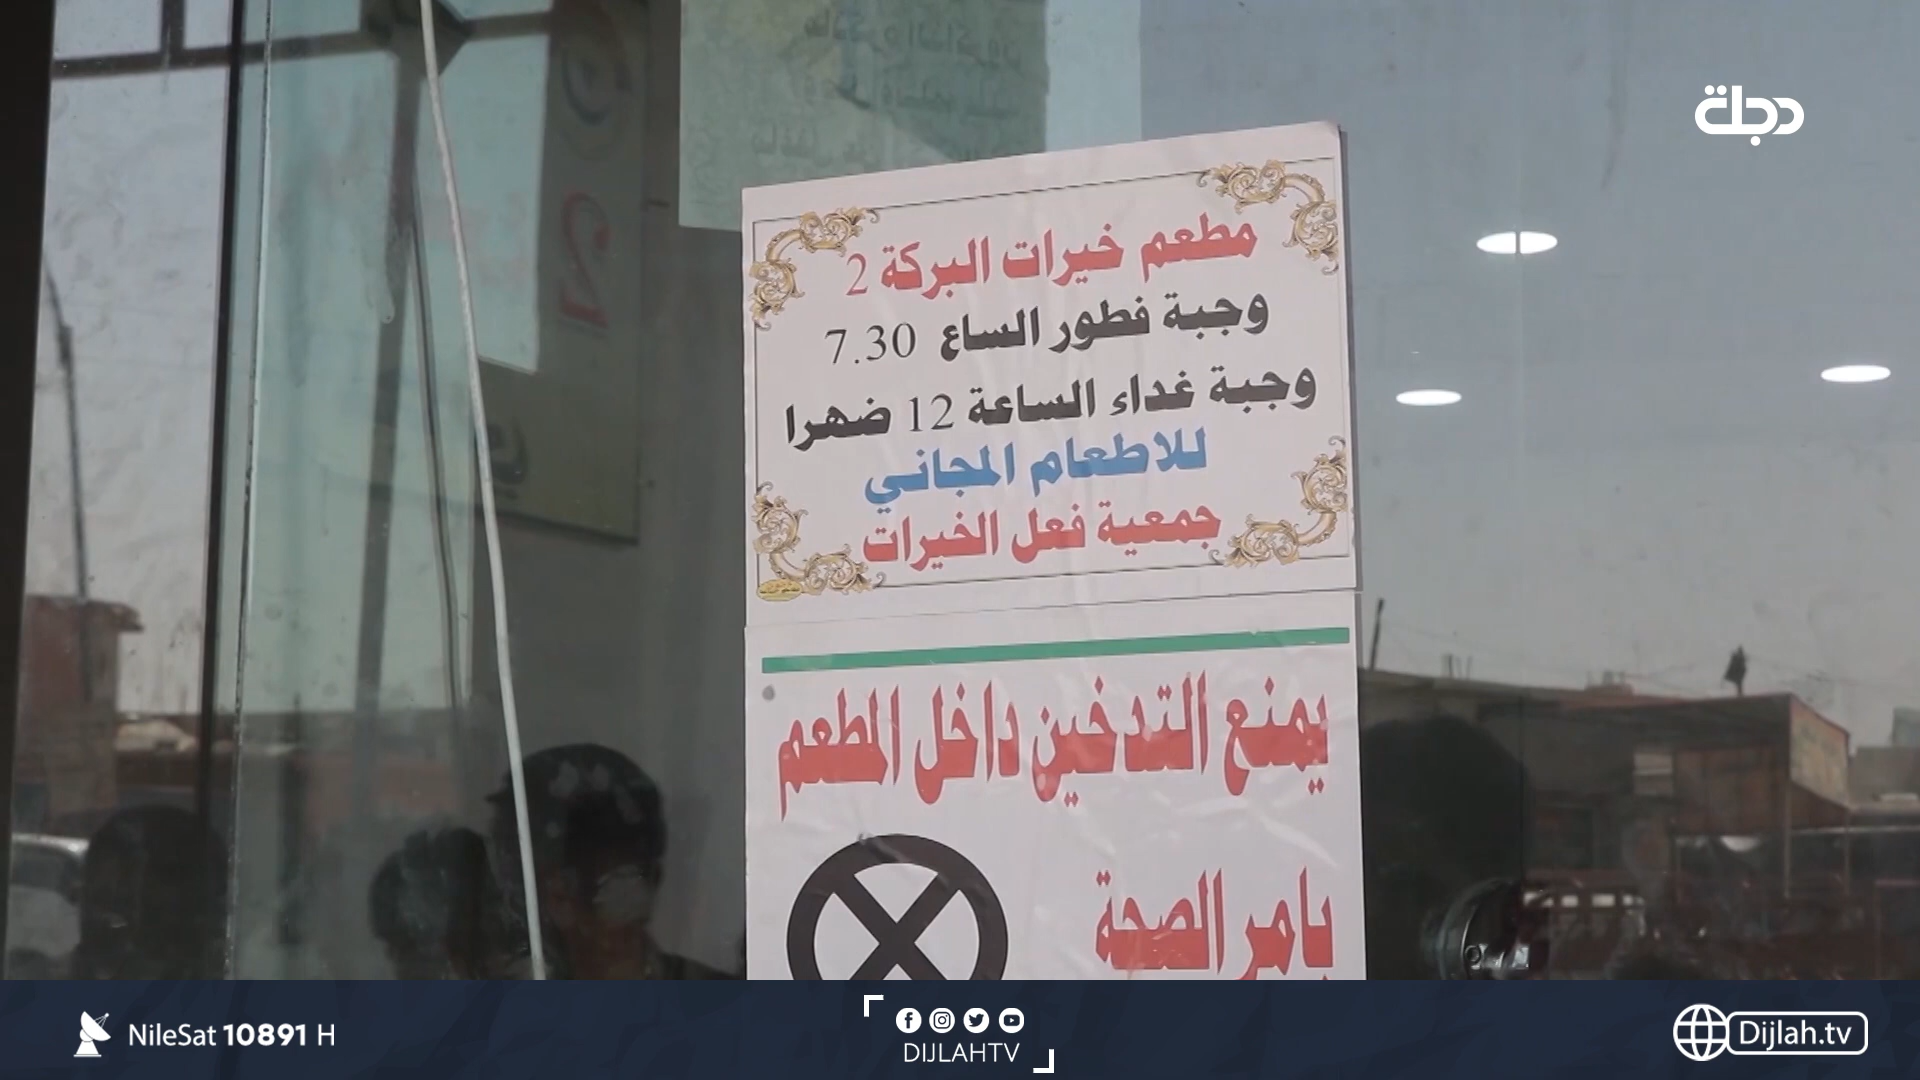 دجلة
مطعم خيرات البركة 2
وجبة فطور الساع 7.30
وجبة غداء الساعة 12 ضهرا
للاطعام المجاني
جمعية فعل الخيرات
يمنع التدخين داخل المطعم
بامر الصحة
NileSat 10891 H
DIJLAHTV
Dijlah.tv